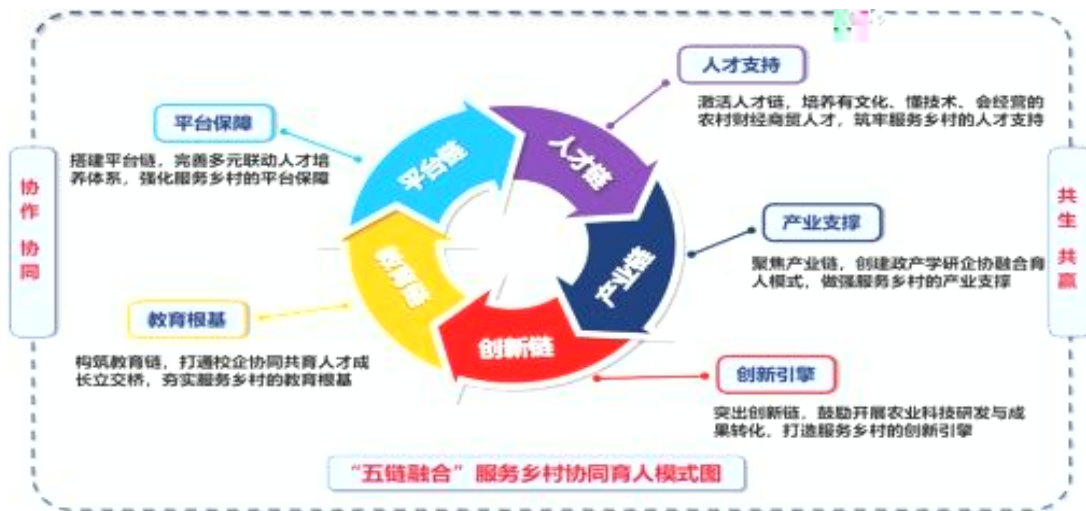 人才支持
激活人才链，培养有文化、懂技术、会经营的
农村财经商贸人才，筑牢服务乡村的人才支持
平台保障
搭建平台链，完善多元联动人才培
养体系，强化服务乡村的平台保障
平台链
人才链
协作 协同
共生 共赢
产业支撑
聚焦产业链，创建政产学研企协融合育
人模式，做强服务乡村的产业支撑
教育链
产业链
教育根基
构筑教育链，打通校企协同共育人才成
长立交桥，夯实服务乡村的教育根基
创新链
创新引擎
突出创新链，鼓励开展农业科技研发与成
果转化，打造服务乡村的创新引擎
“五链融合”服务乡村协同育人模式图